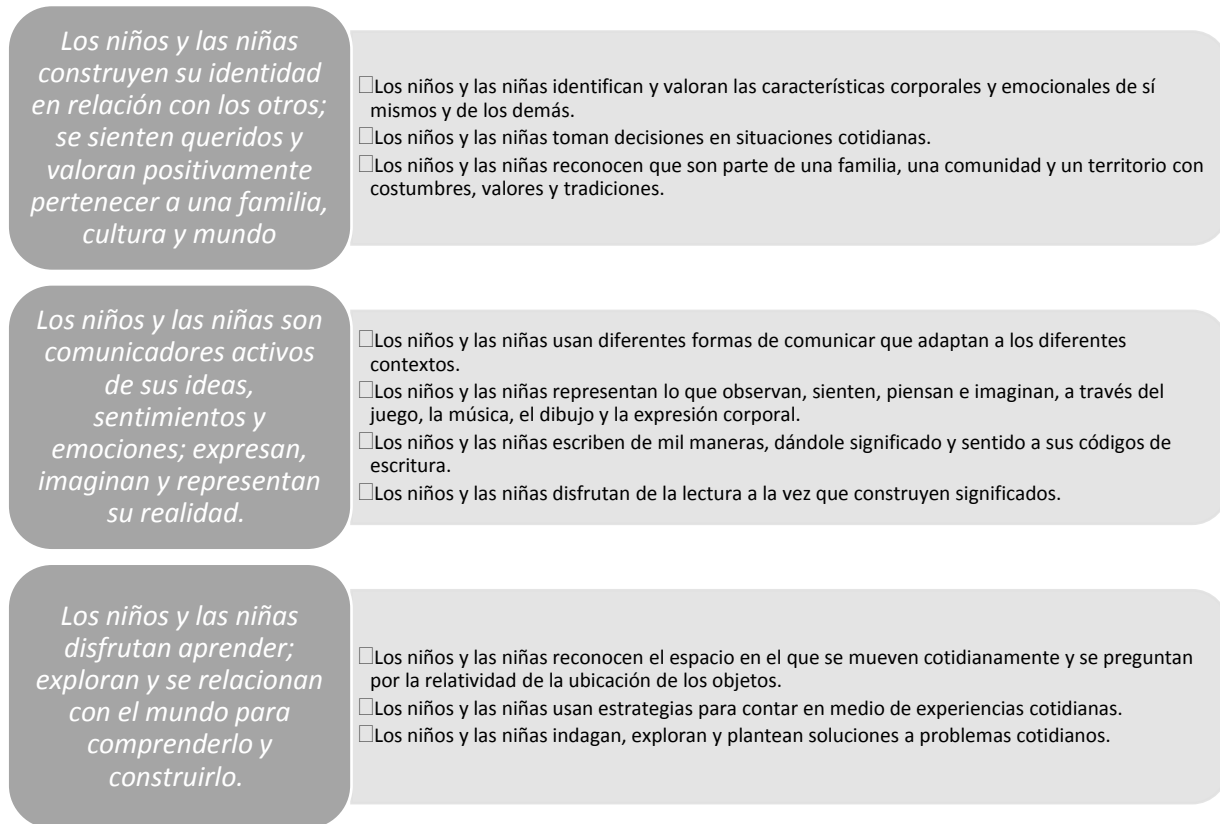 Los niños y las niñas
construyen su identidad
en relación con los otros;
se sienten queridos y
valoran positivamente
pertenecer a una familia,
cultura y mundo
□Los niños y las niñas identifican y valoran las características corporales y emocionales de sí
mismos y de los demás.
□Los niños y las niñas toman decisiones en situaciones cotidianas.
□Los niños y las niñas reconocen que son parte de una familia, una comunidad y un territorio con
costumbres, valores y tradiciones.
Los niños y las niñas son
comunicadores activos
de sus ideas,
sentimientos y
emociones; expresan,
imaginan y representan
su realidad.
□Los niños y las niñas usan diferentes formas de comunicar que adaptan a los diferentes
contextos.
□Los niños y las niñas representan lo que observan, sienten, piensan e imaginan, a través del
juego, la música, el dibujo y la expresión corporal.
□Los niños y las niñas escriben de mil maneras, dándole significado y sentido a sus códigos de
escritura.
□Los niños y las niñas disfrutan de la lectura a la vez que construyen significados.
Los niños y las niñas
disfrutan aprender;
exploran y se relacionan
con el mundo para
comprenderlo y
construirlo.
□Los niños y las niñas reconocen el espacio en el que se mueven cotidianamente y se preguntan
por la relatividad de la ubicación de los objetos.
□Los niños y las niñas usan estrategias para contar en medio de experiencias cotidianas.
□Los niños y las niñas indagan, exploran y plantean soluciones a problemas cotidianos.